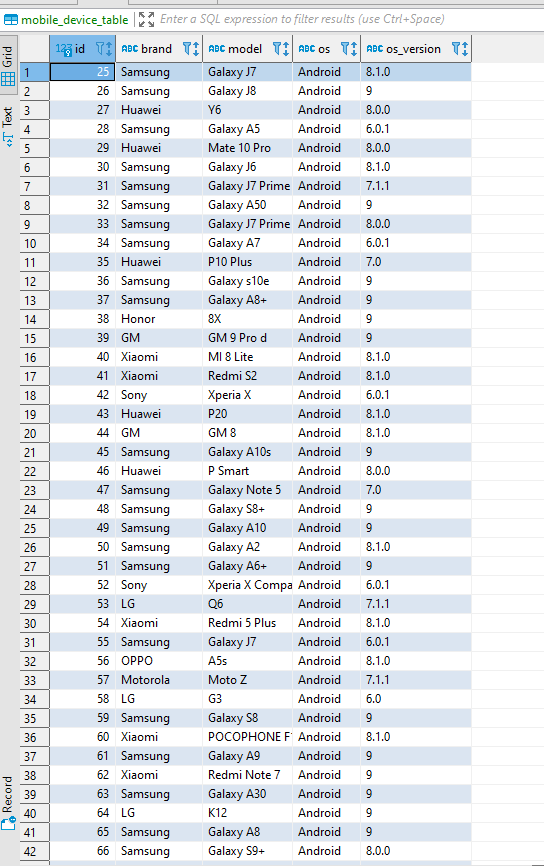 mobile_device_table Enter a SQL expression to filter results (use Ctrl+Space)
Grid
Text
Record
123 id ABC brand ABC model ABC os ABC os_version
1 25 Samsung Galaxy J7 Android 8.1.0
2 26 Samsung Galaxy J8 Android 9
3 27 Huawei Y6 Android 8.0.0
4 28 Samsung Galaxy A5 Android 6.0.1
5 29 Huawei Mate 10 Pro Android 8.0.0
6 30 Samsung Galaxy J6 Android 8.1.0
7 31 Samsung Galaxy J7 Prime Android 7.1.1
8 32 Samsung Galaxy A50 Android 9
9 33 Samsung Galaxy J7 Prime Android 8.0.0
10 34 Samsung Galaxy A7 Android 6.0.1
11 35 Huawei P10 Plus Android 7.0
12 36 Samsung Galaxy s10e Android 9
13 37 Samsung Galaxy A8+ Android 9
14 38 Honor 8X Android 9
15 39 GM GM 9 Pro d Android 9
16 40 Xiaomi MI 8 Lite Android 8.1.0
17 41 Xiaomi Redmi S2 Android 8.1.0
18 42 Sony Xperia X Android 6.0.1
19 43 Huawei P20 Android 8.1.0
20 44 GM GM 8 Android 8.1.0
21 45 Samsung Galaxy A10s Android 9
22 46 Huawei P Smart Android 8.0.0
23 47 Samsung Galaxy Note 5 Android 7.0
24 48 Samsung Galaxy S8+ Android 9
25 49 Samsung Galaxy A10 Android 9
26 50 Samsung Galaxy A2 Android 8.1.0
27 51 Samsung Galaxy A6+ Android 9
28 52 Sony Xperia X Compa Android 6.0.1
29 53 LG Q6 Android 7.1.1
30 54 Xiaomi Redmi 5 Plus Android 8.1.0
31 55 Samsung Galaxy J7 Android 6.0.1
32 56 OPPO A5s Android 8.1.0
33 57 Motorola Moto Z Android 7.1.1
34 58 LG G3 Android 6.0
35 59 Samsung Galaxy S8 Android 9
36 60 Xiaomi POCOPHONE F Android 8.1.0
37 61 Samsung Galaxy A9 Android 9
38 62 Xiaomi Redmi Note 7 Android 9
39 63 Samsung Galaxy A30 Android 9
40 64 LG K12 Android 9
41 65 Samsung Galaxy A8 Android 9
42 66 Samsung Galaxy S9+ Android 8.0.0